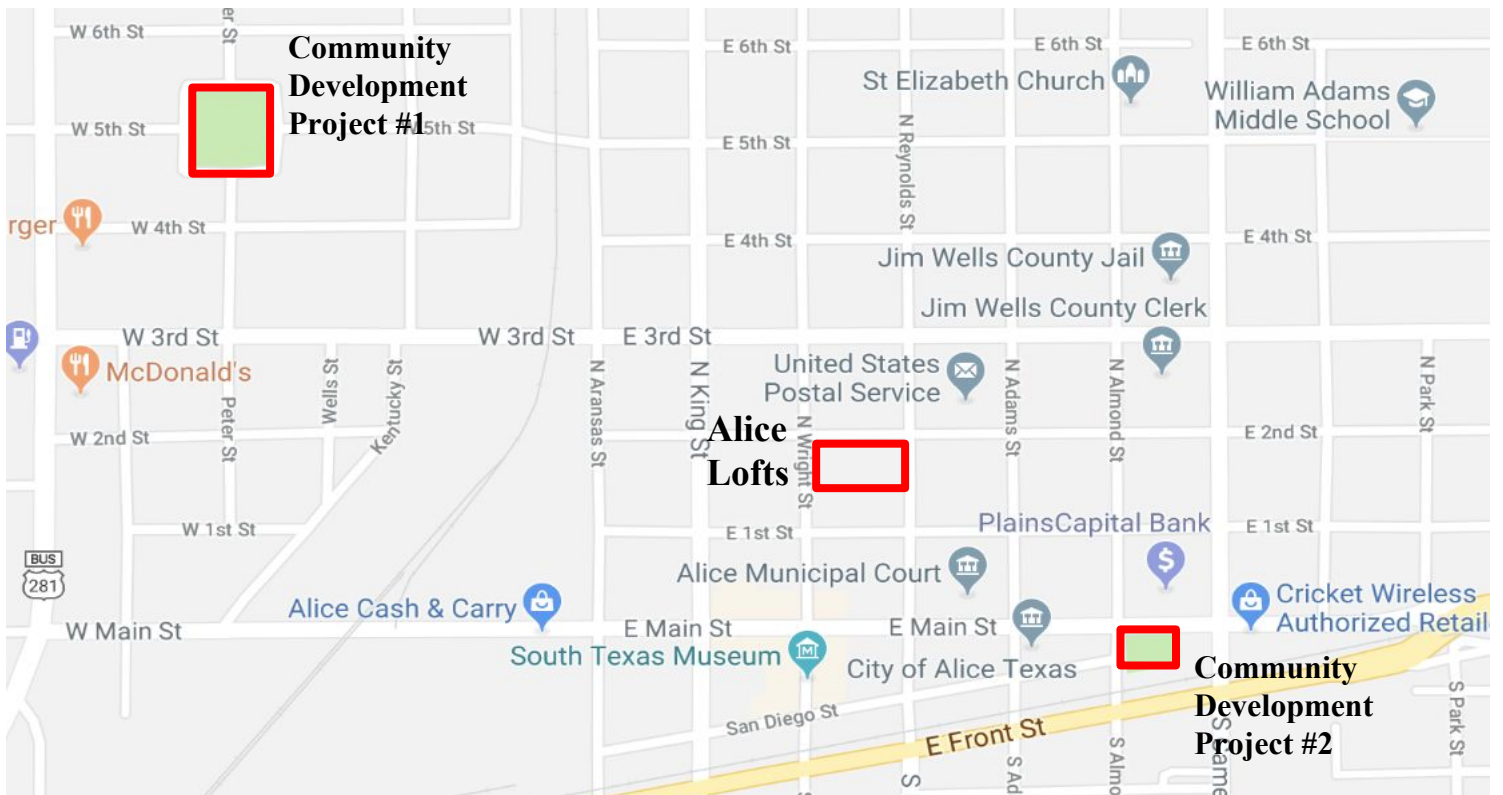 er St
W 6th St
Community
Development
Project #1
E 6th St
E 6th St
E 6th St
St Elizabeth Church
William Adams
Middle School
W 5th St
5th St
E 5th St
N Reynolds St
rger
W 4th St
E 4th St
E 4th St
Jim Wells County Jail
Jim Wells County Clerk
W 3rd St
W 3rd St
E 3rd St
McDonald's
United States
Postal Service
Peter St
Wells St
Kentucky St
N Aransas St
N King St
N Wright St
N Adams St
N Almond St
N Park St
W 2nd St
E 2nd St
Alice
Lofts
W 1st St
E 1st St
E 1st St
PlainsCapital Bank
BUS
281
Alice Municipal Court
Alice Cash & Carry
Cricket Wireless
Authorized Retail
W Main St
E Main St
E Main St
South Texas Museum
M
City of Alice Texas
Community
Development
Project #2
San Diego St
E Front St
S Park St
S
S Ad
S Almo
S